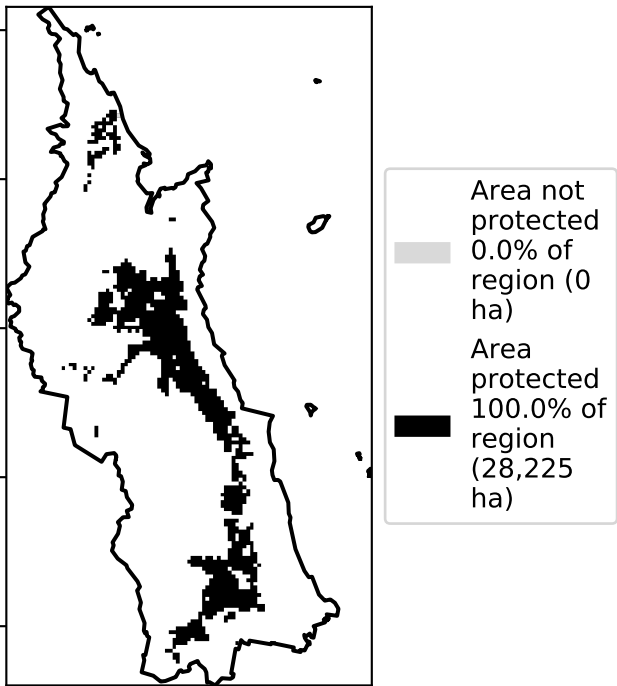 Area not
protected
0.0% of
region (0
ha)
Area
protected
100.0% of
region
(28,225
ha)